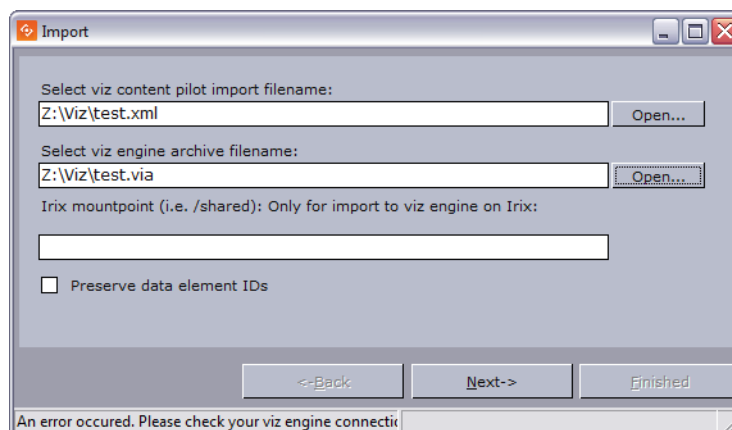 Import
Select viz content pilot import filename:
Z:\Viz\test.xml
Open...
Select viz engine archive filename:
Z:\Viz\test.via
Open...
Irix mountpoint (i.e. /shared): Only for import to viz engine on Irix:
Preserve data element IDs
<-Back
Next->
Finished
An error occured. Please check your viz engine